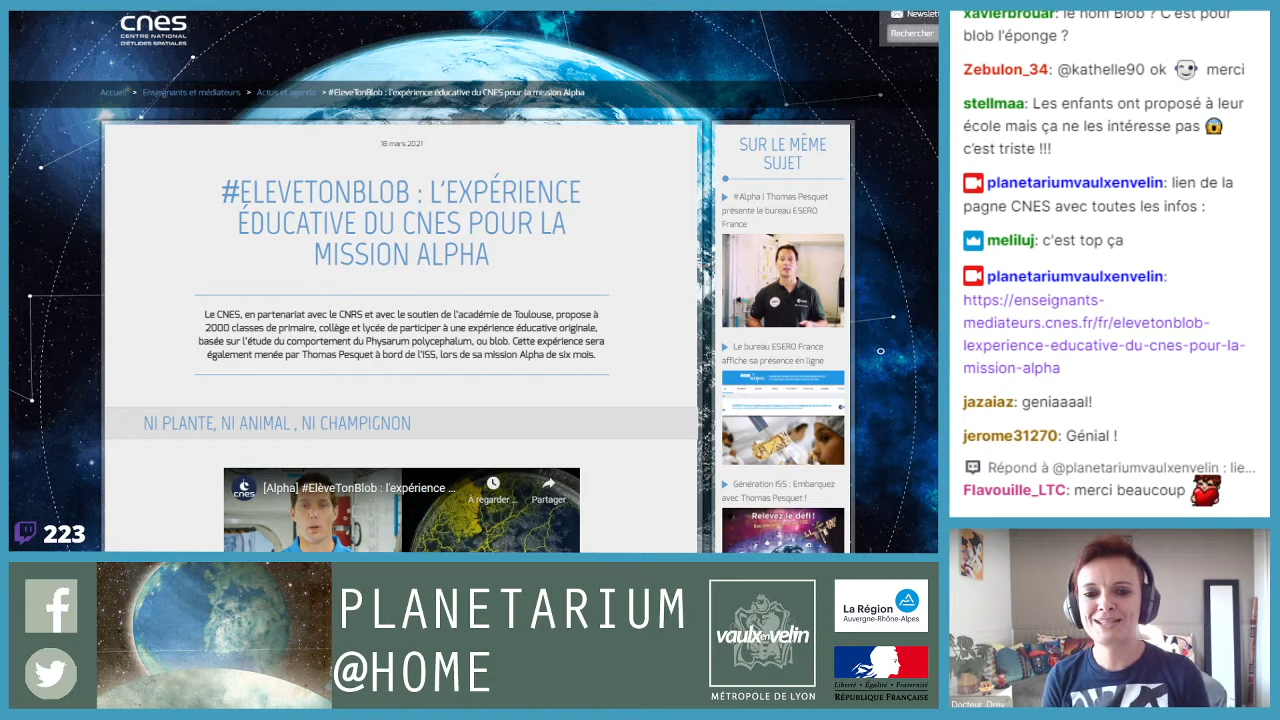 cnes
CENTRE NATIONAL
D'ÉTUDES SPATIALES
Newslett
Rechercher
Accueil > Enseignants et médiateurs > Actus et agenda > #EleveTonBlob : l'expérience éducative du CNES pour la mission Alpha
18 mars 2021
#ELEVETONBLOB : L'EXPÉRIENCE
ÉDUCATIVE DU CNES POUR LA
MISSION ALPHA
Le CNES, en partenariat avec le CNRS et avec le soutien de l'académie de Toulouse, propose à
2000 classes de primaire, collège et lycée de participer à une expérience éducative originale,
basée sur l'étude du comportement du Physarum polycephalum, ou blob. Cette expérience sera
également menée par Thomas Pesquet à bord de l'ISS, lors de sa mission Alpha de six mois.
NI PLANTE, NI ANIMAL , NI CHAMPIGNON
cnes
[Alpha] #ElèveTonBlob : l'expérience ...
À regarder ...
Partager
SUR LE MÊME
SUJET
#Alpha | Thomas Pesquet
présente le bureau ESERO
France
Le bureau ESERO France
affiche sa présence en ligne
Génération ISS : Embarquez
avec Thomas Pesquet !
Relevez le défi !
223
xavierbrouar: le nom Blob ? C'est pour
blob l'éponge ?
Zebulon_34: @kathelle90 ok merci
stellmaa: Les enfants ont proposé à leur
école mais ça ne les intéresse pas
c'est triste !!!
planetariumvaulxenvelin: lien de la
pagne CNES avec toutes les infos :
meliluj: c'est top ça
planetariumvaulxenvelin:
https://enseignants-
mediateurs.cnes.fr/fr/elevetonblob-
lexperience-educative-du-cnes-pour-la-
mission-alpha
jazaiaz: geniaaaal!
jerome31270: Génial !
Répond à @planetariumvaulxenvelin : lie...
Flavouille_LTC: merci beaucoup
PLANETARIUM
@HOME
vaulx en velin
MÉTROPOLE DE LYON
La Région
Auvergne-Rhône-Alpes
Liberté • Égalité • Fraternité
RÉPUBLIQUE FRANÇAISE
Docteur_Drey